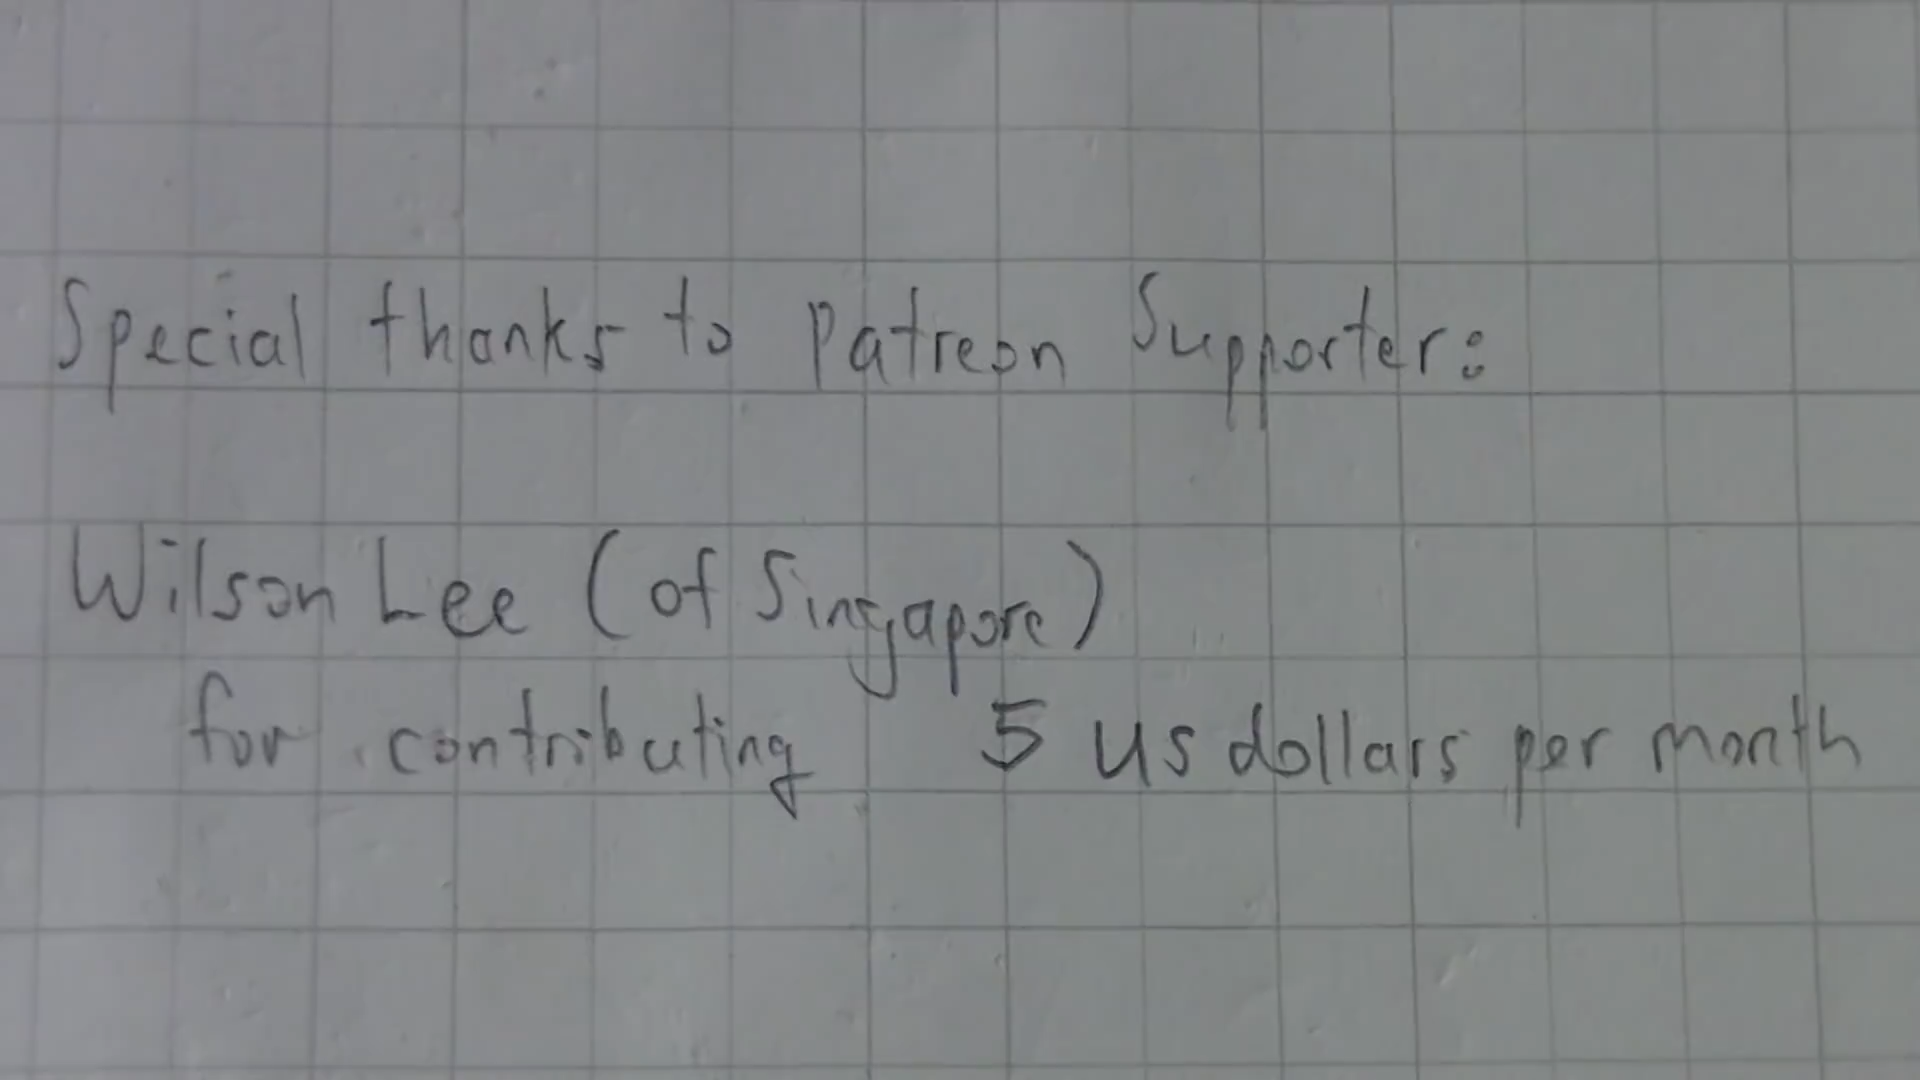 Special thanks to Patreon Supporter:
Wilson Lee (of Singapore)
for contributing 5 us dollars per month